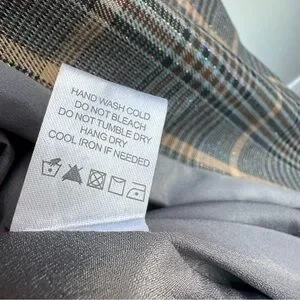 HAND WASH COLD
DO NOT BLEACH
DO NOT TUMBLE DRY
HANG DRY
COOL IRON IF NEEDED